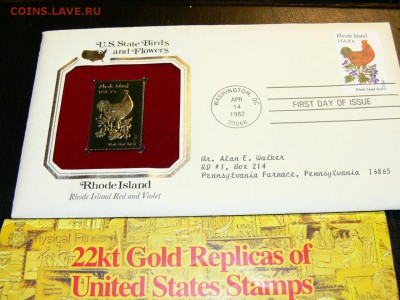 COINS.ЛАVE.РУ
U.S. State Birds
and Flowers
Rhode Island
USA 20c
Rhode Island
USA 20c
WASHINGTON, DC
APR
14
1982
20066
FIRST DAY OF ISSUE
Mr. Alan E. Walker
RD #1, Box 214
Pennsylvania Furnace, Pennsylvania 16865
Rhode Island
Rhode Island Red and Violet
Physical Fitness
22kt Gold Replicas of
United States Stamps